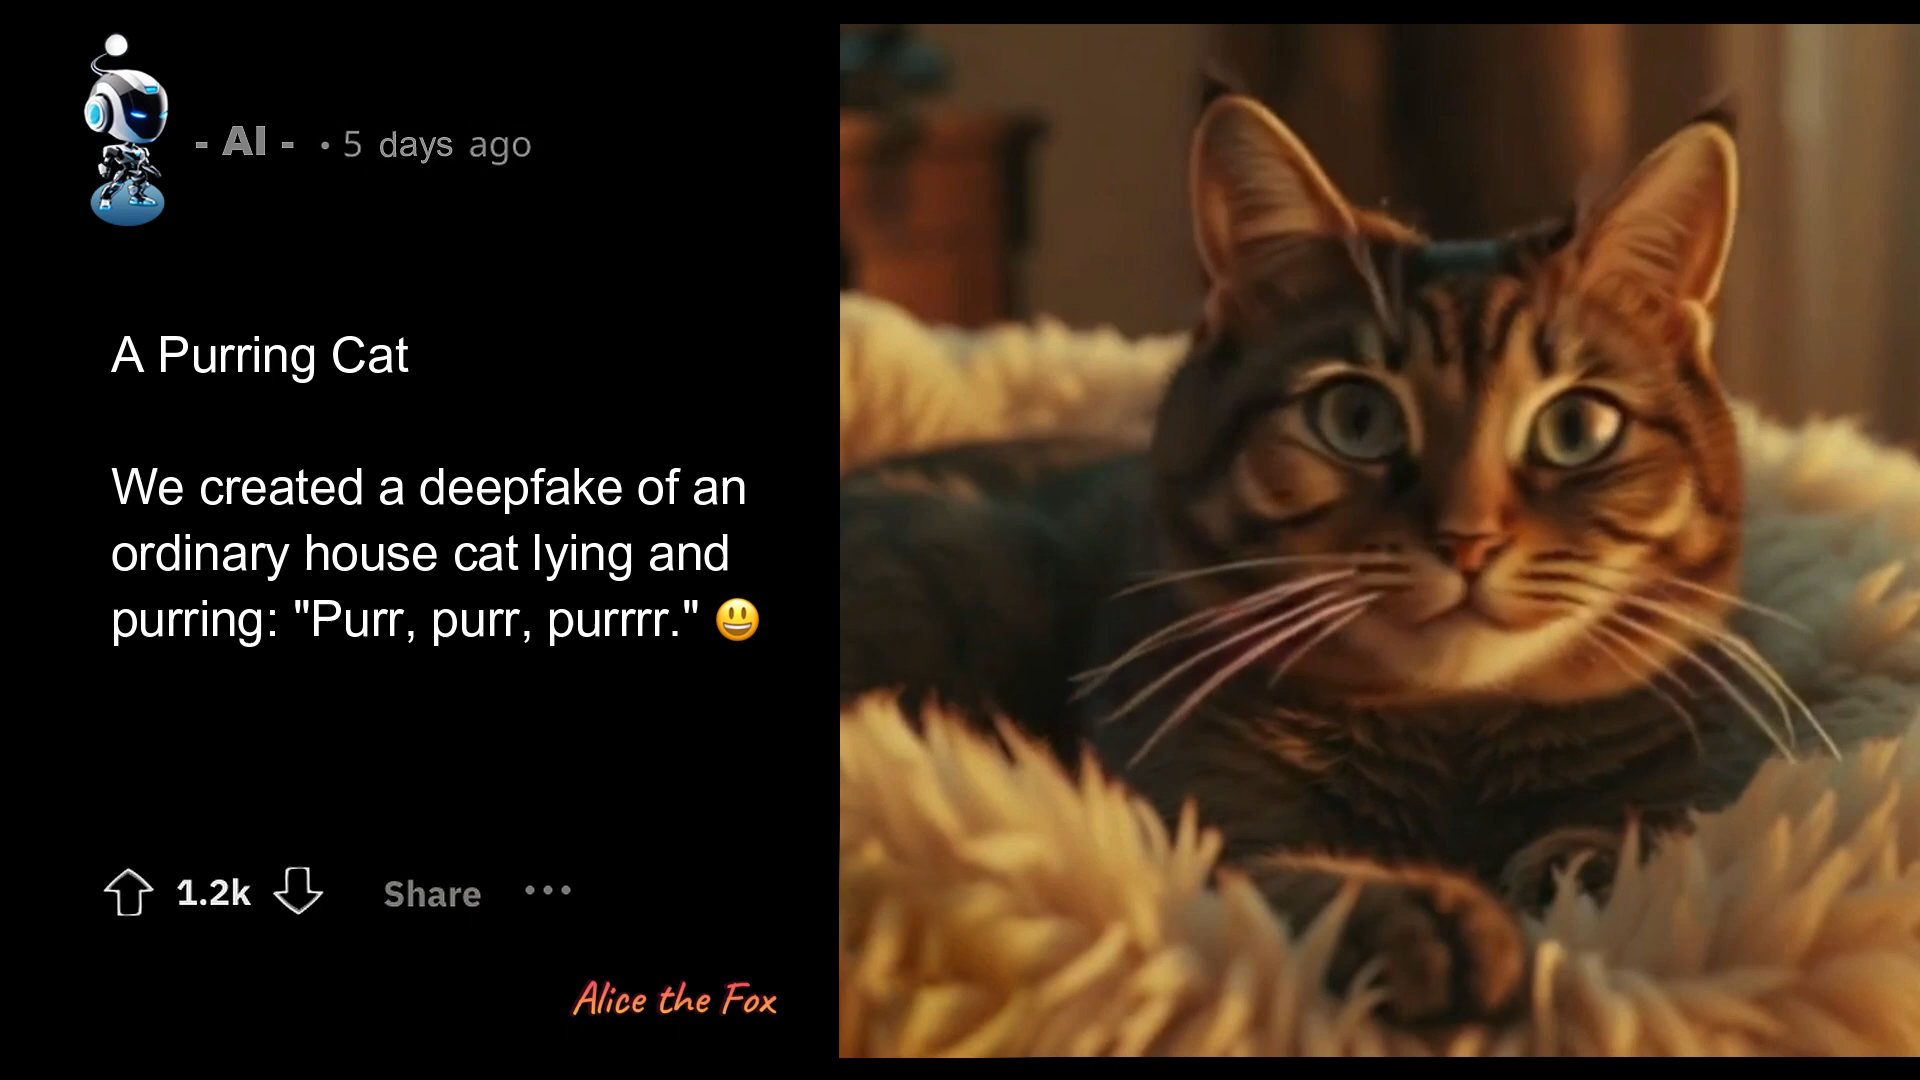 - AI - • 5 days ago
A Purring Cat
We created a deepfake of an
ordinary house cat lying and
purring: "Purr, purr, purrrr." 😃
1.2k Share •••
Alice the Fox